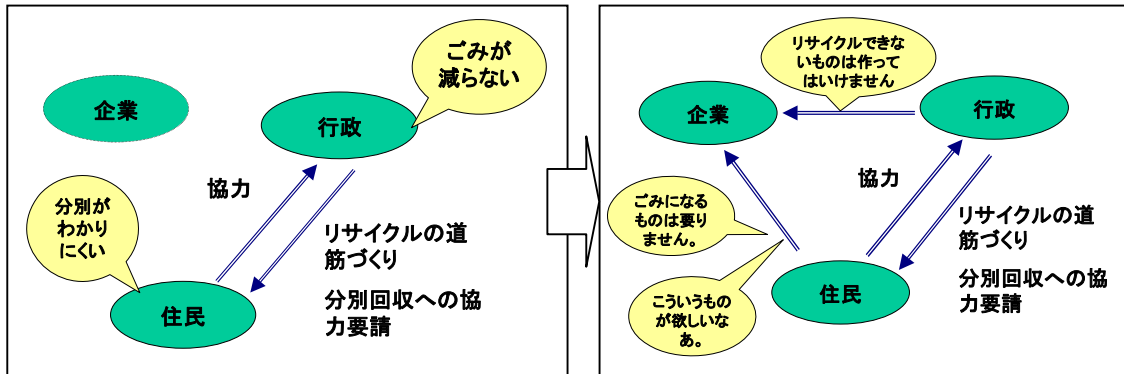 ごみが
減らない
企業
行政
協力
分別が
わかり
にくい
リサイクルの道
筋づくり
分別回収への協
力要請
住民
リサイクルできな
いものは作って
はいけません
企業
行政
協力
ごみになる
ものは要り
ません。
リサイクルの道
筋づくり
分別回収への協
力要請
住民
こういうもの
が欲しいな
あ。